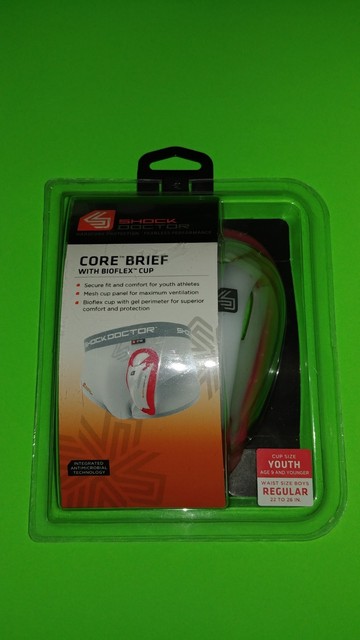 SHOCK
DOCTOR
CORE™ BRIEF
WITH BIOFLEX™ CUP
Secure fit and comfort for youth athletes
Mesh cup panel for maximum ventilation
Bioflex cup with gel perimeter for superior
comfort and protection
SHOCKDOCTOR
INTEGRATED
ANTIMICROBIAL
TECHNOLOGY
CUP SIZE
YOUTH
AGE 9 AND YOUNGER
WAIST SIZE BOYS
REGULAR
22 TO 28 IN.